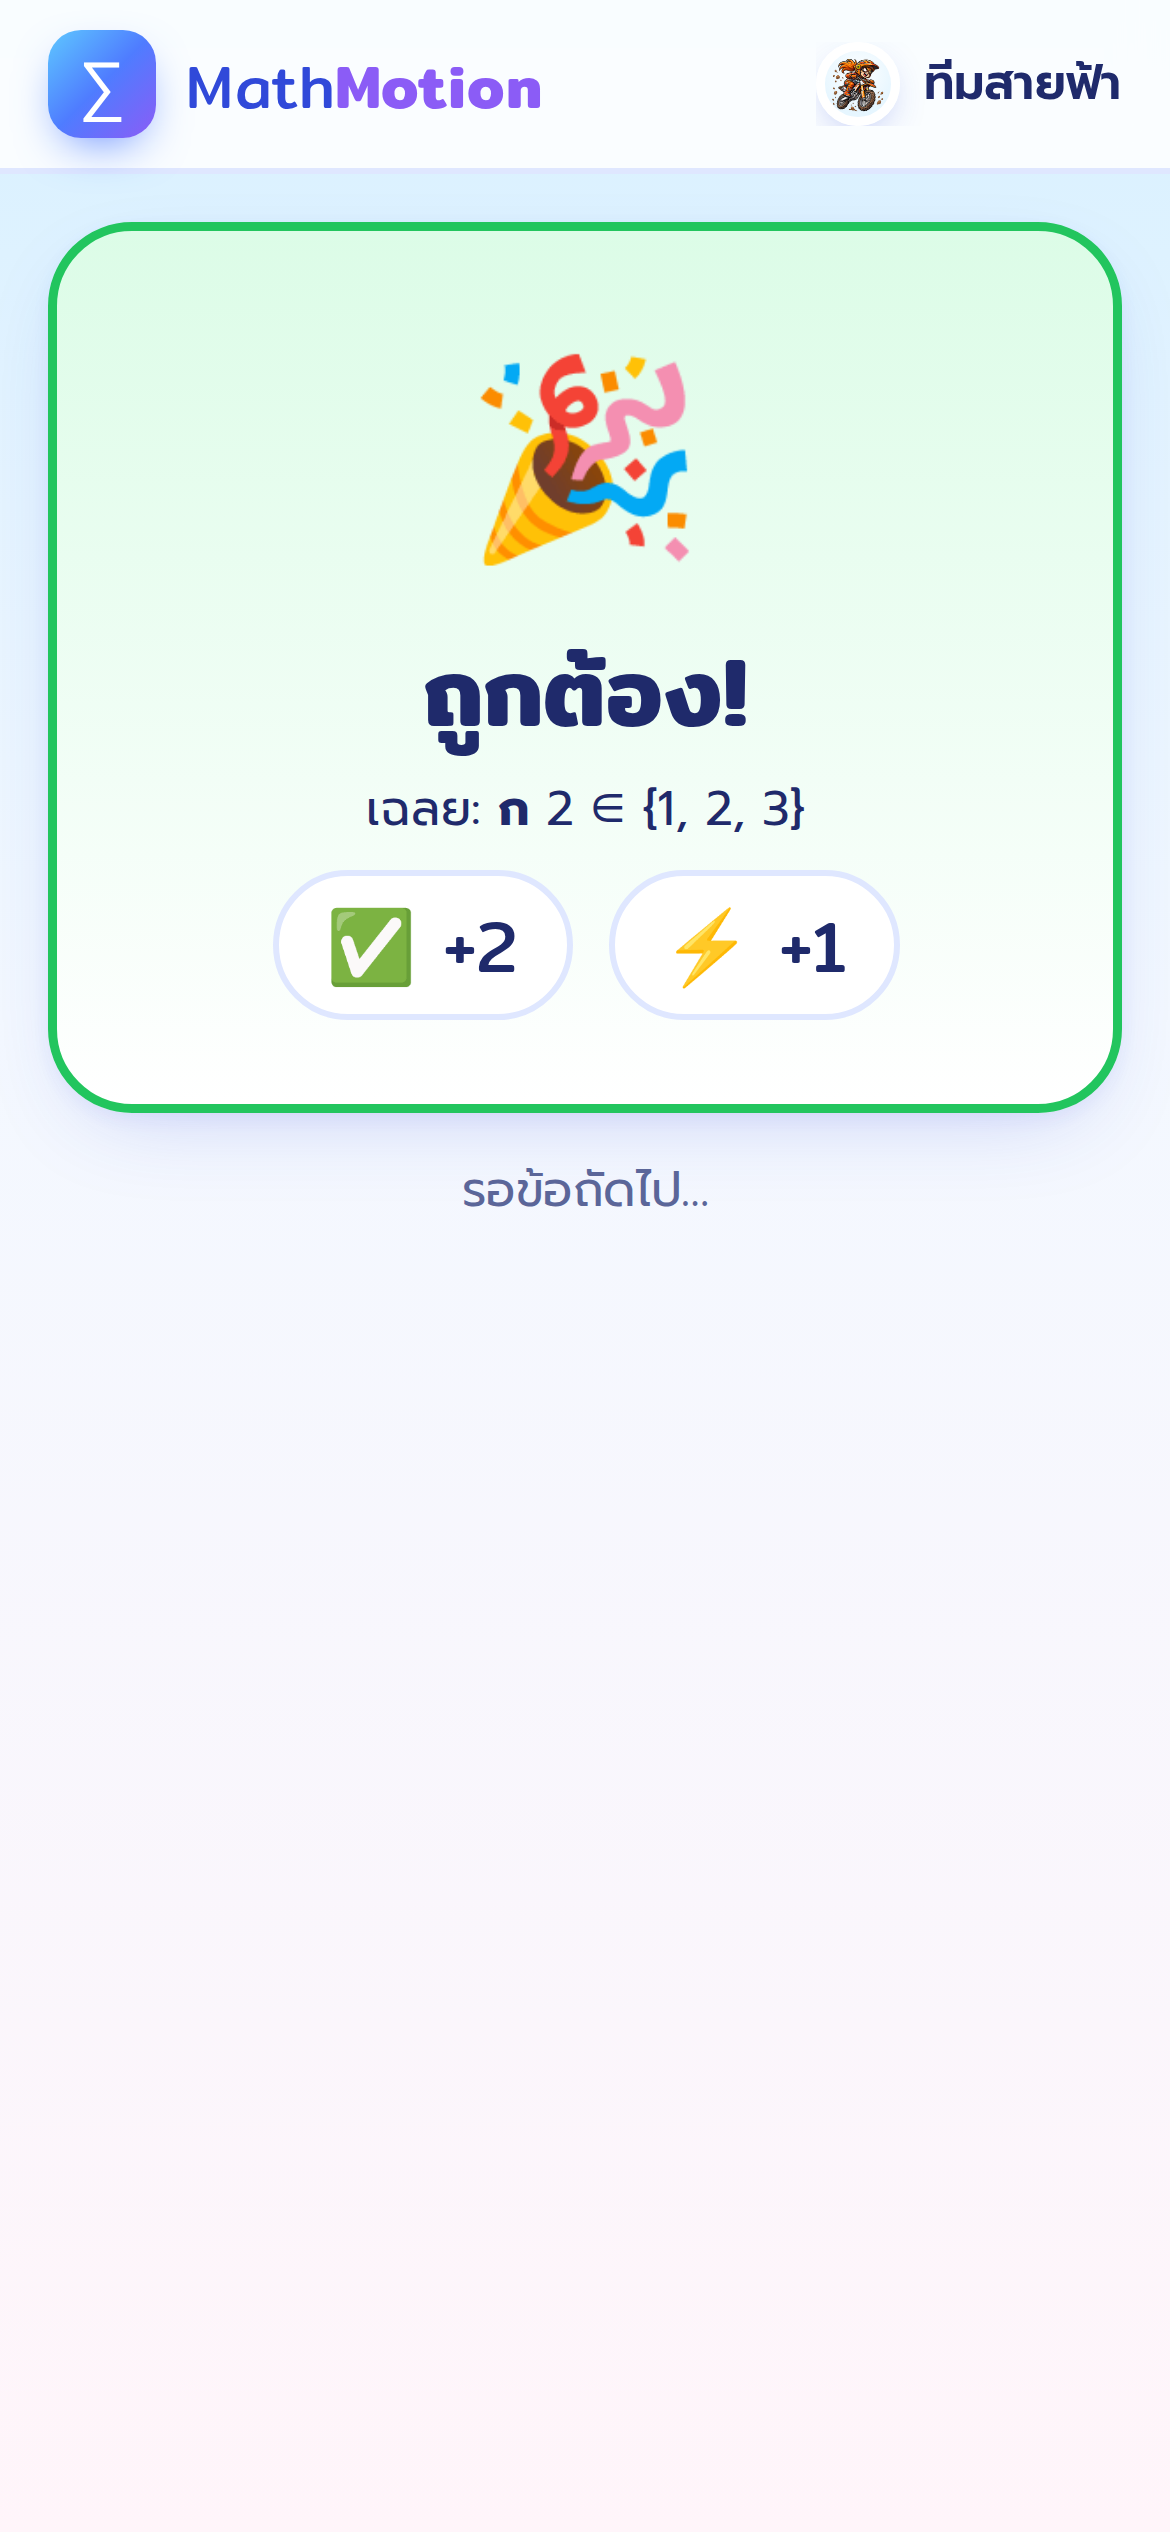 ∑ MathMotion ทีมสายฟ้า
ถูกต้อง!
เฉลย: ก 2 ∈ {1, 2, 3}
✅ +2 ⚡ +1
รอข้อถัดไป...